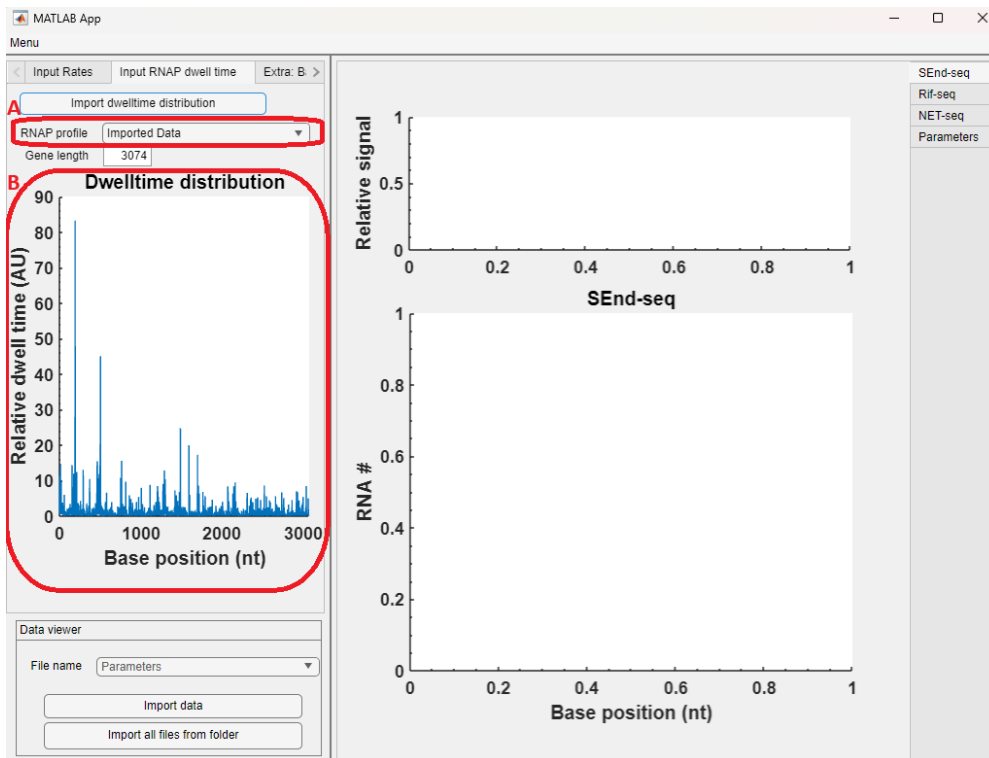 MATLAB App
Menu
Input Rates
Input RNAP dwell time
Extra: B
A
Import dwelltime distribution
RNAP profile
Imported Data
Gene length
3074
B
Dwelltime distribution
Relative dwell time (AU)
90
80
70
60
50
40
30
20
10
0
0 1000 2000 3000
Base position (nt)
Data viewer
File name
Parameters
Import data
Import all files from folder
Relative signal
1
0.5
0
0 0.2 0.4 0.6 0.8 1
SEnd-seq
RNA #
1
0.8
0.6
0.4
0.2
0
0 0.2 0.4 0.6 0.8 1
Base position (nt)
SEnd-seq
Rif-seq
NET-seq
Parameters